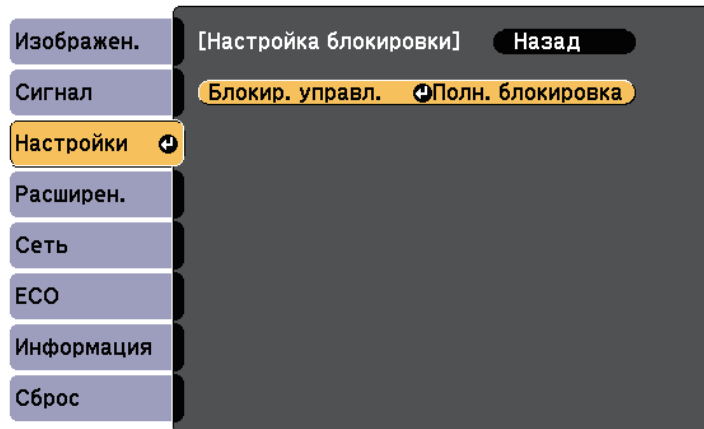 Изображен.
Сигнал
Настройки
Расширен.
Сеть
ECO
Информация
Сброс
[Настройка блокировки] Назад
Блокир. управл. Полн. блокировка